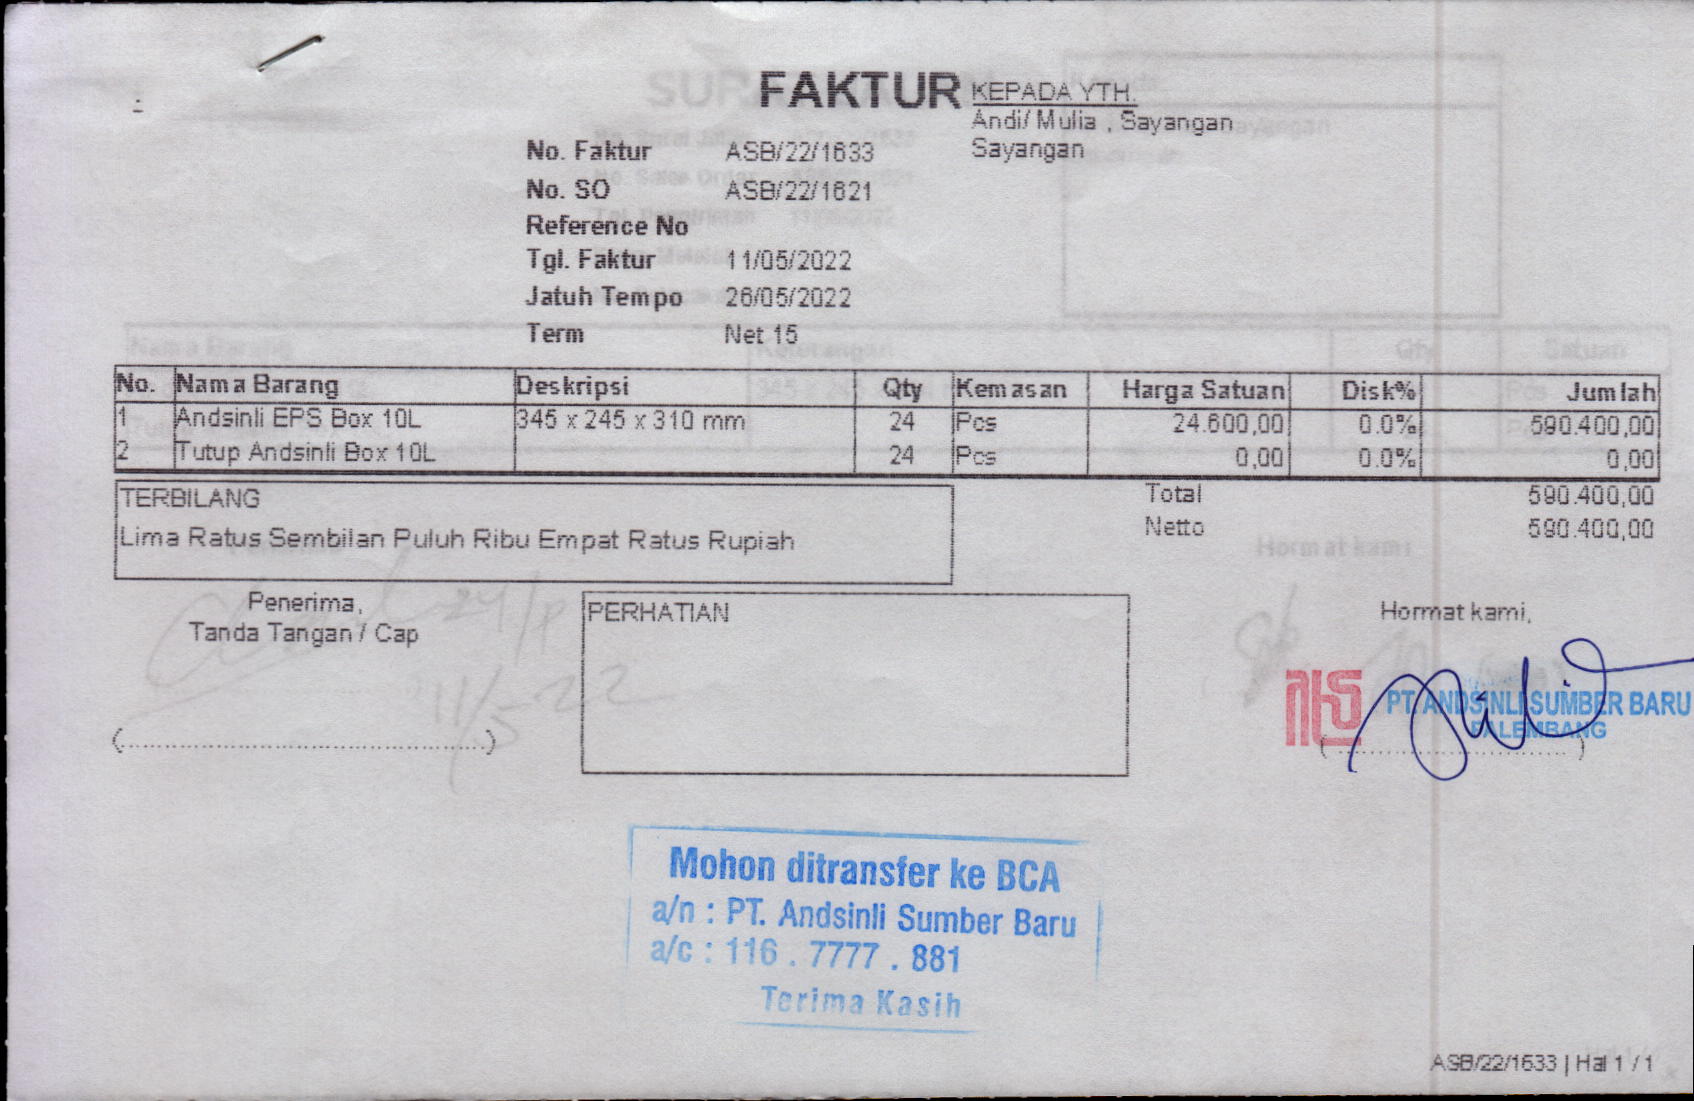 FAKTUR
KEPADA YTH.
Andi/ Mulia , Sayangan
Sayangan
No. Faktur ASB/22/1633
No. SO ASB/22/1621
Reference No
Tgl. Faktur 11/05/2022
Jatuh Tempo 26/05/2022
Term Net 15
No. Nama Barang Deskripsi Qty Kemasan Harga Satuan Disk% Jumlah
1 Andsinli EPS Box 10L 345 x 245 x 310 mm 24 Pcs 24.600,00 0.0% 590.400,00
2 Tutup Andsinli Box 10L 24 Pcs 0,00 0.0% 0,00
TERBILANG
Lima Ratus Sembilan Puluh Ribu Empat Ratus Rupiah
Total 590.400,00
Netto 590.400,00
Penerima,
Tanda Tangan / Cap
11/5-22
PERHATIAN
Hormat kami,
PT. ANDSINLI SUMBER BARU
PALEMBANG
Mohon ditransfer ke BCA
a/n : PT. Andsinli Sumber Baru
a/c : 116 . 7777 . 881
Terima Kasih
ASB/22/1633 | Hal 1 / 1